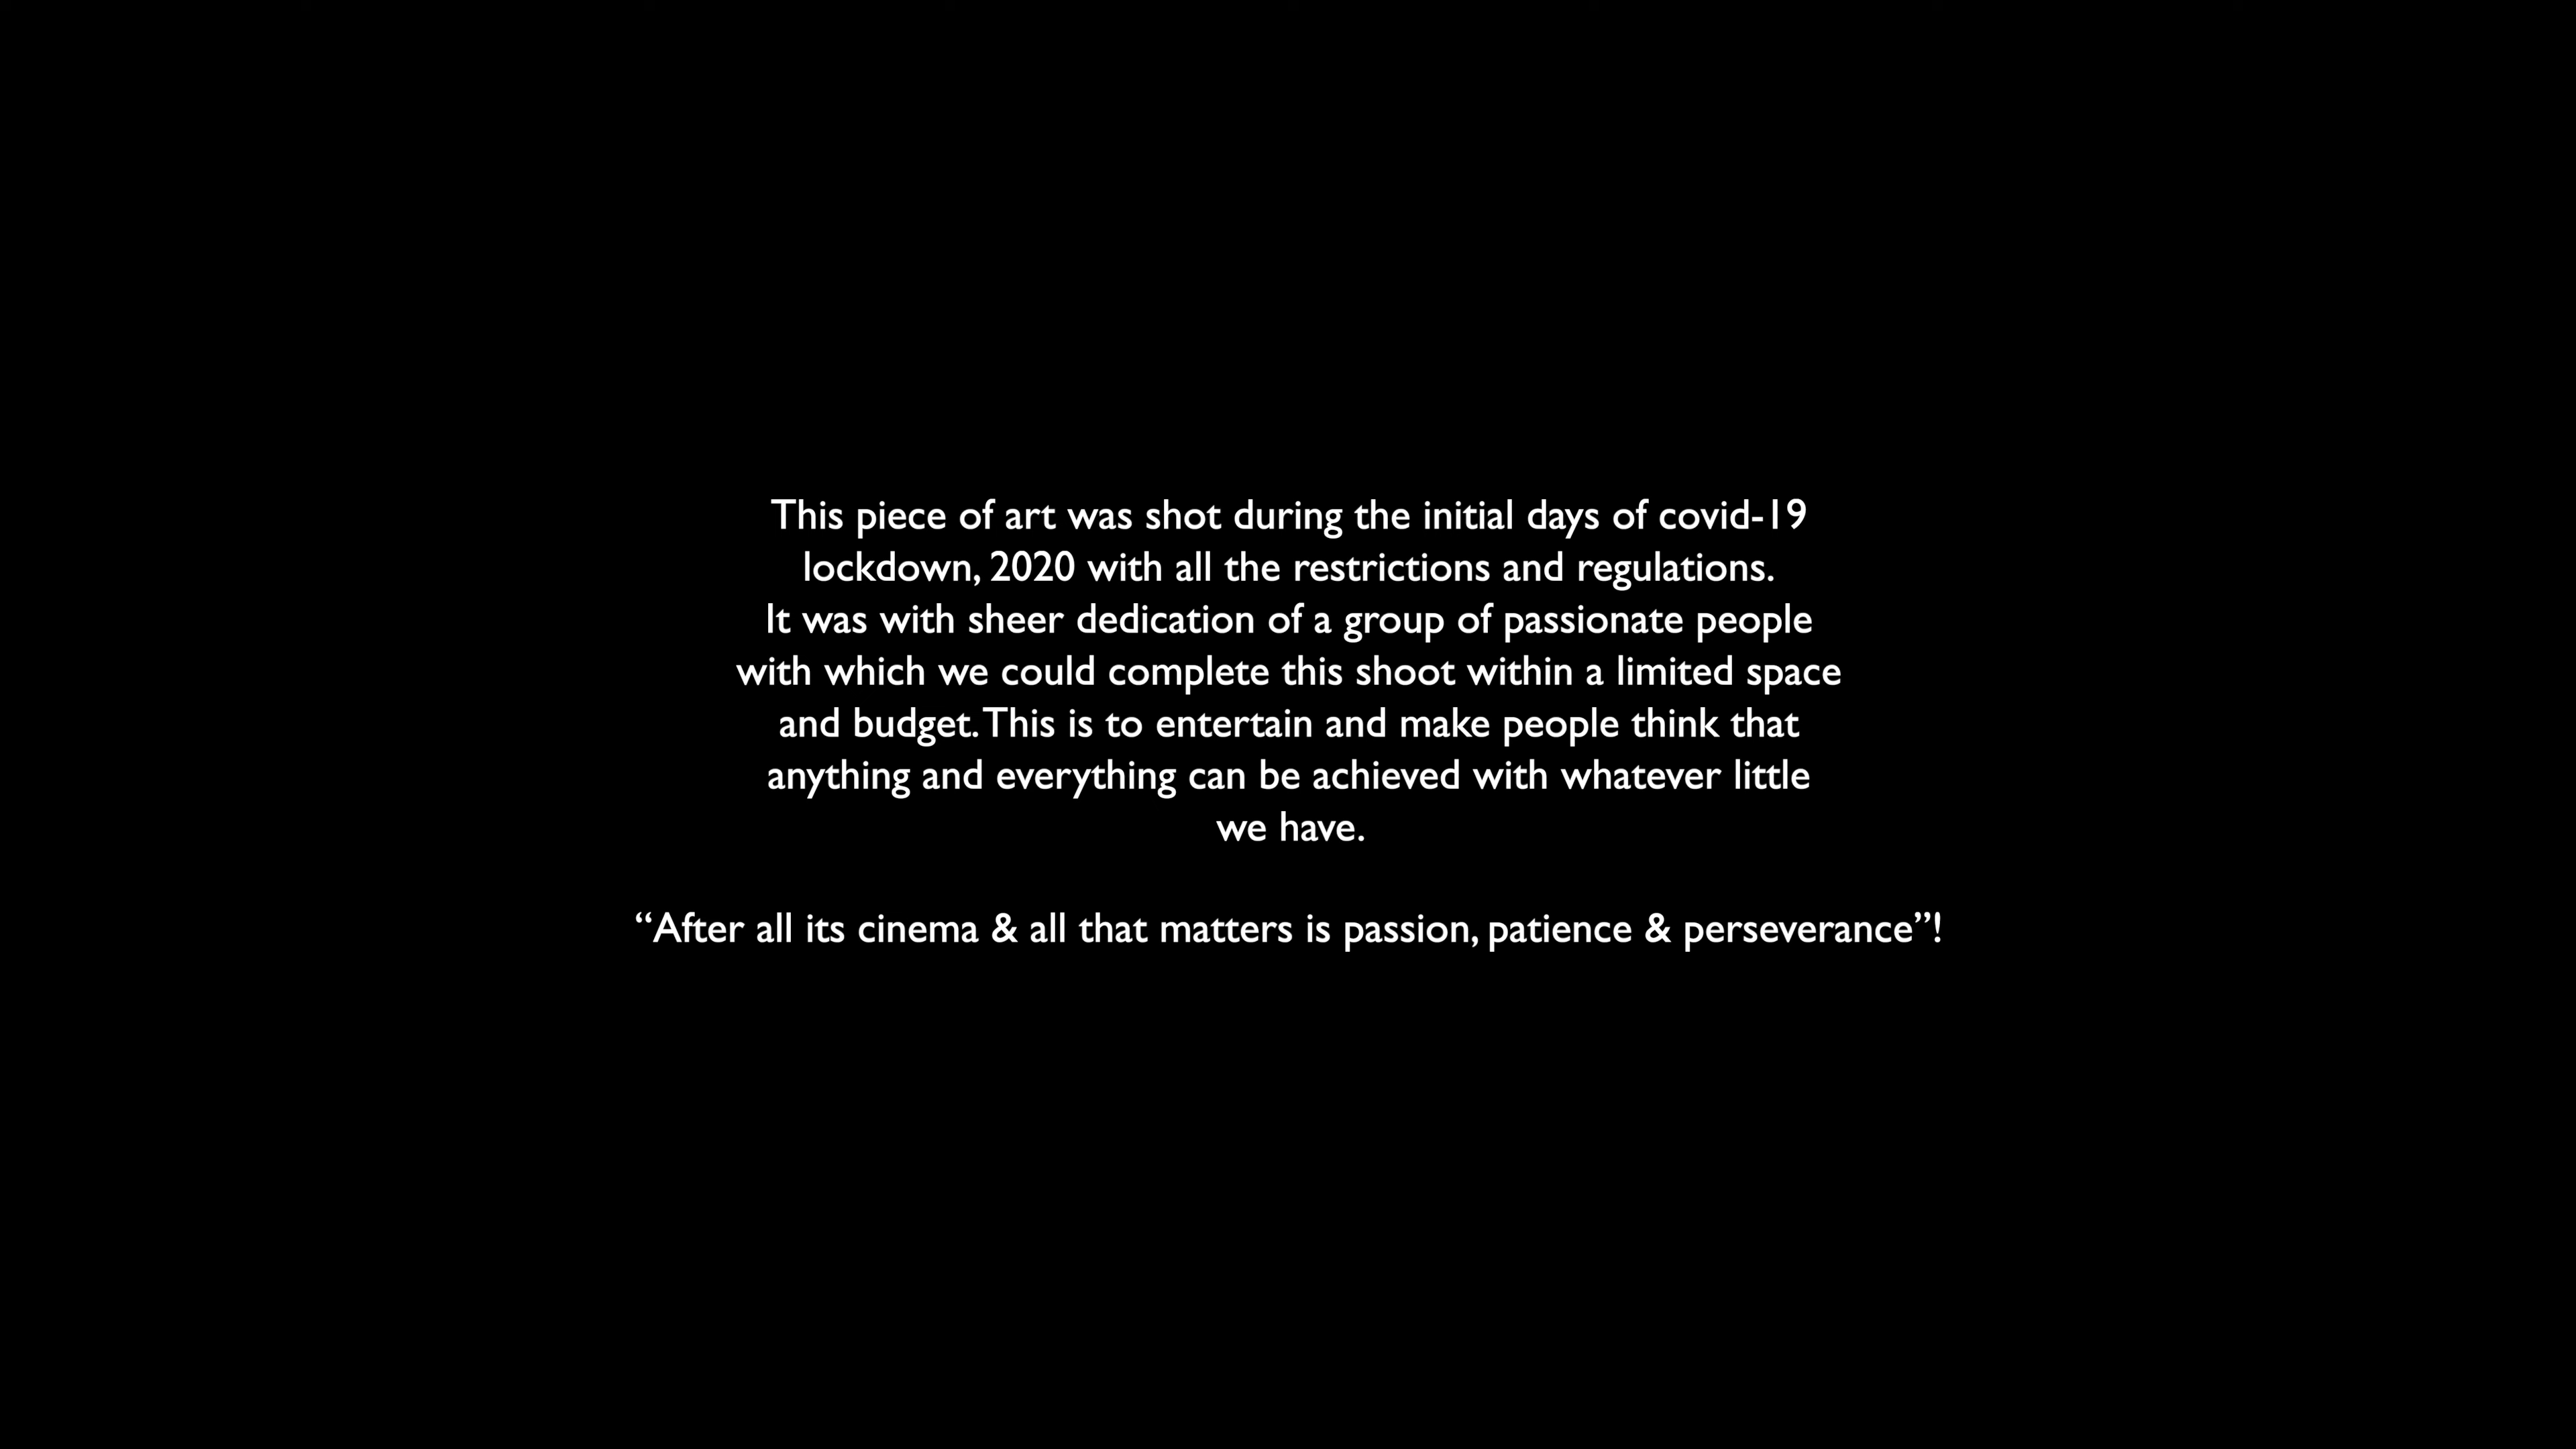 This piece of art was shot during the initial days of covid-19
lockdown, 2020 with all the restrictions and regulations.
It was with sheer dedication of a group of passionate people
with which we could complete this shoot within a limited space
and budget. This is to entertain and make people think that
anything and everything can be achieved with whatever little
we have.
“After all its cinema & all that matters is passion, patience & perseverance”!